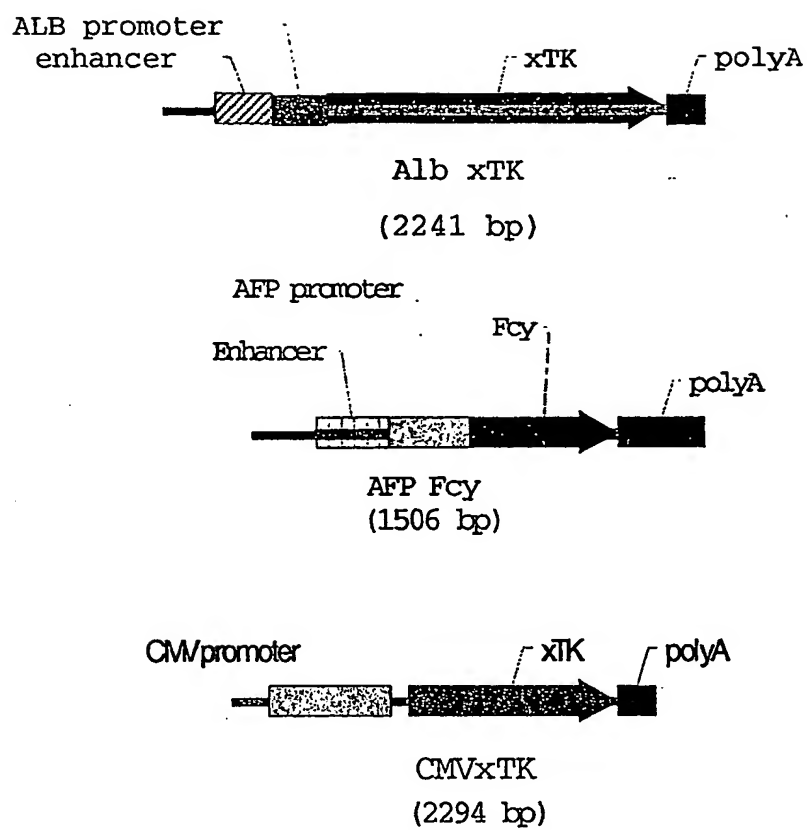 ALB promoter
enhancer
xTK
polyA
Alb xTK
(2241 bp)
AFP promoter
Enhancer
Fcy
polyA
AFP Fcy
(1506 bp)
CMVpromoter
xTK
polyA
CMVxTK
(2294 bp)